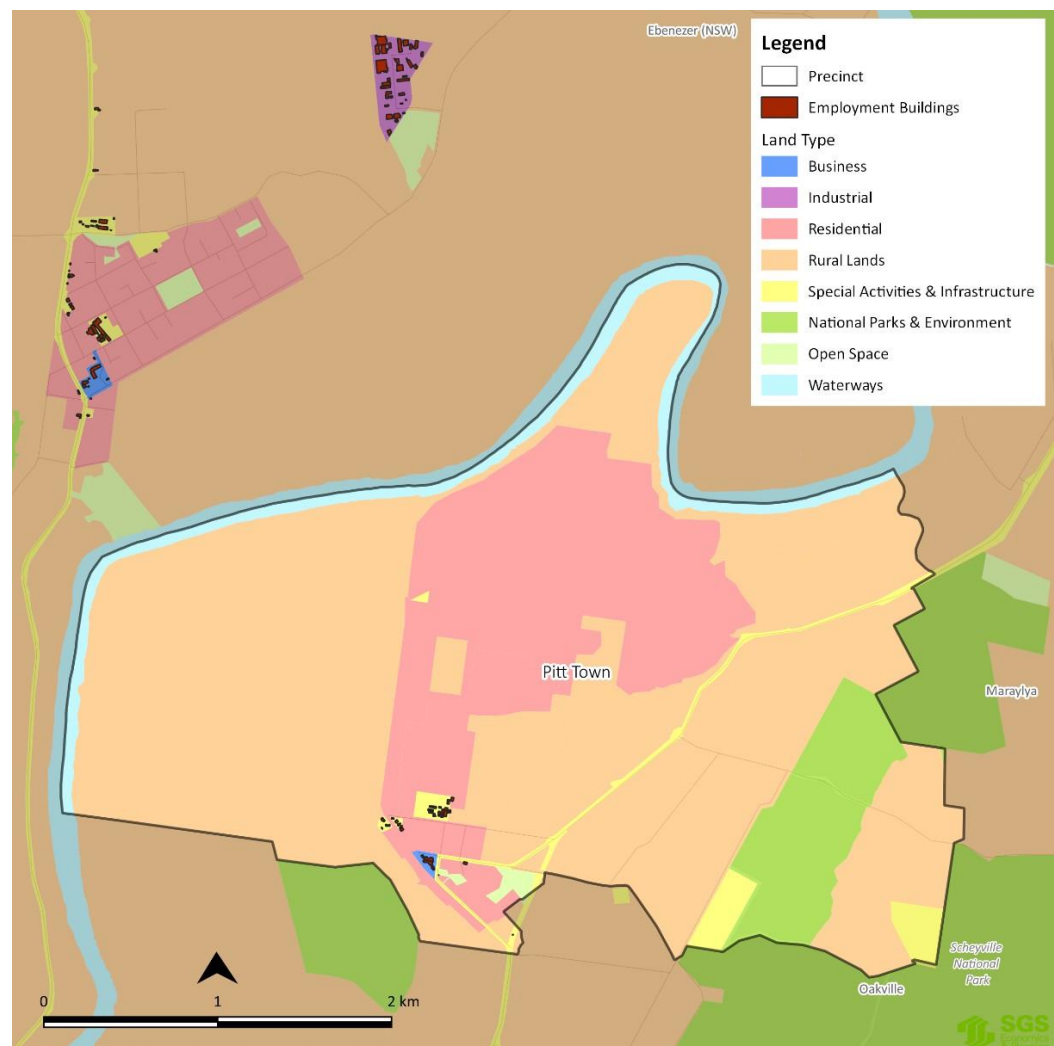 Ebenezer (NSW)
Legend
Precinct
Employment Buildings
Land Type
Business
Industrial
Residential
Rural Lands
Special Activities & Infrastructure
National Parks & Environment
Open Space
Waterways
Pitt Town
Maraylya
Scheyville
National
Park
Oakville
0 1 2 km
SGS
Economics